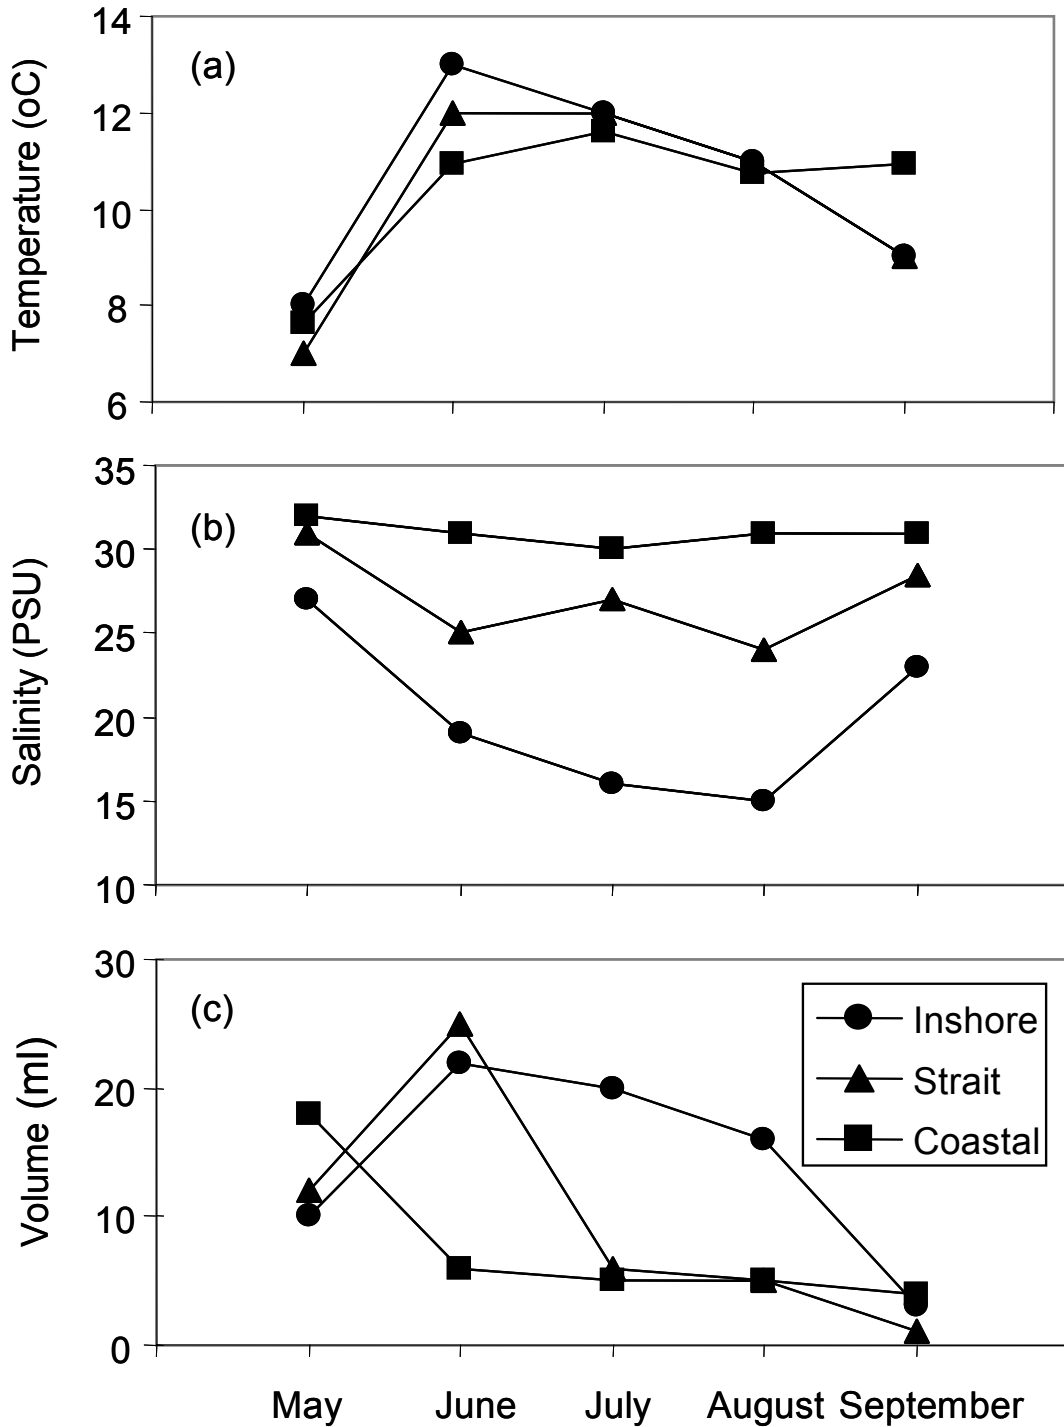 14
(a)
12
10
8
6
Temperature (oC)
35
(b)
30
25
20
15
10
Salinity (PSU)
30
(c)
20
10
0
Volume (ml)
Inshore
Strait
Coastal
May June July August September